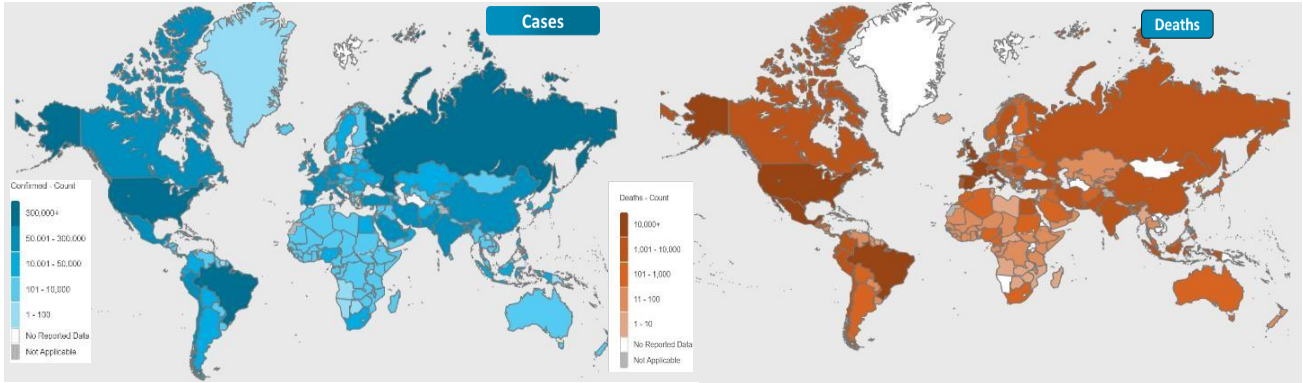 Cases
Deaths
Confirmed - Count
300,000+
50,001 - 300,000
10,001 - 50,000
101 - 10,000
1 - 100
No Reported Data
Not Applicable
Deaths - Count
10,000+
1,001 - 10,000
101 - 1,000
11 - 100
1 - 10
No Reported Data
Not Applicable